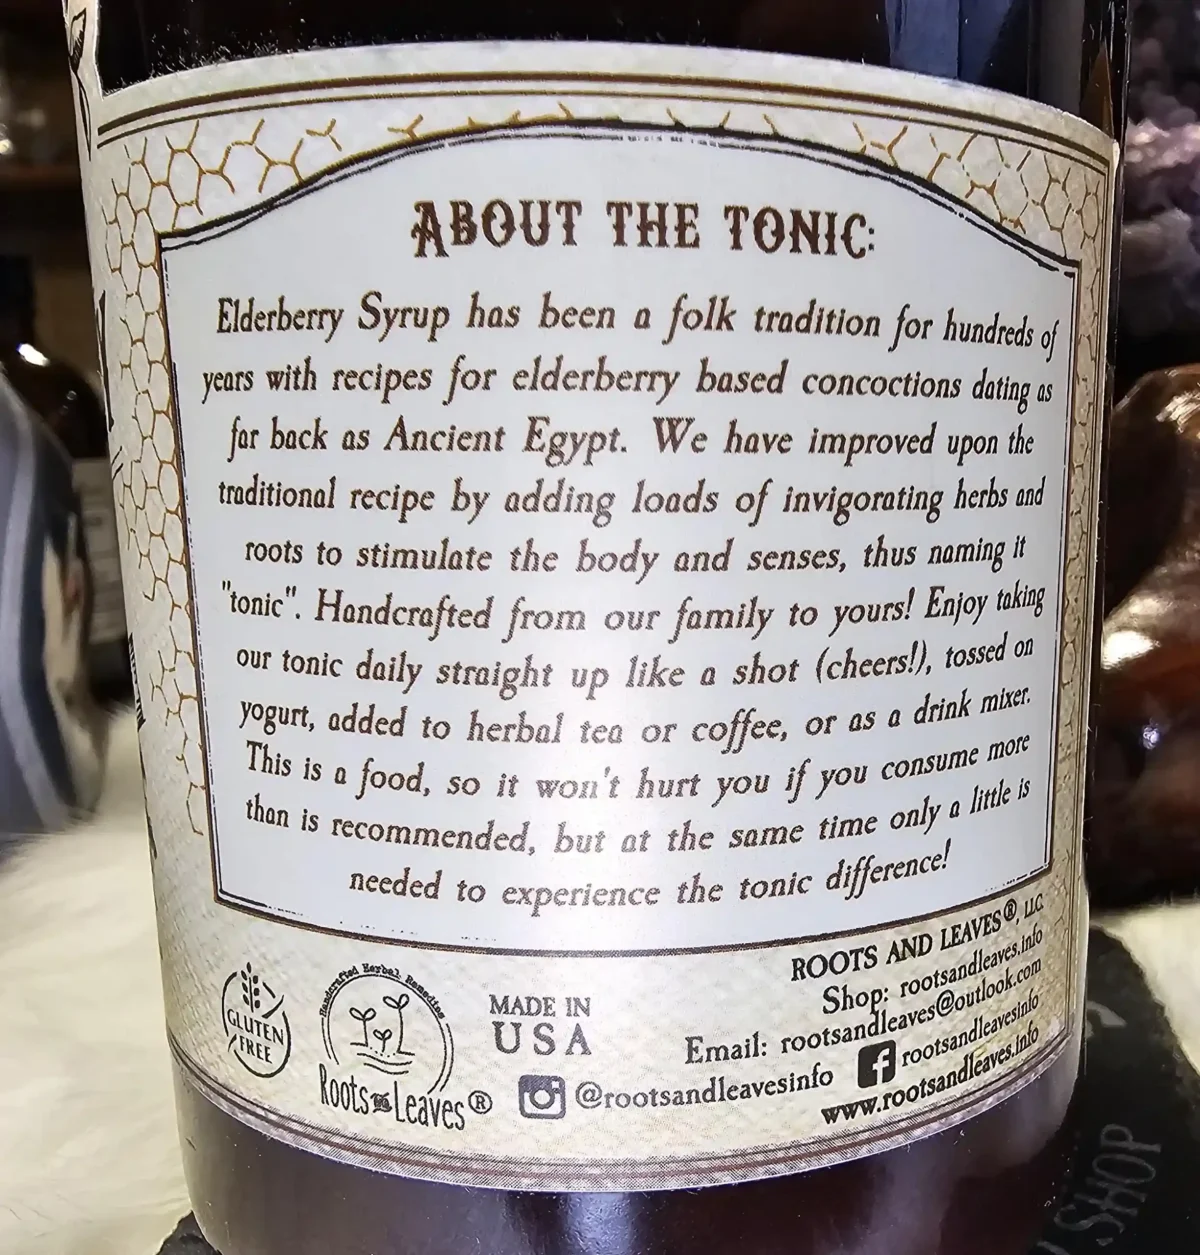 ABOUT THE TONIC:
Elderberry Syrup has been a folk tradition for hundreds of
years with recipes for elderberry based concoctions dating as
far back as Ancient Egypt. We have improved upon the
traditional recipe by adding loads of invigorating herbs and
roots to stimulate the body and senses, thus naming it
"tonic". Handcrafted from our family to yours! Enjoy taking
our tonic daily straight up like a shot (cheers!), tossed on
yogurt, added to herbal tea or coffee, or as a drink mixer.
This is a food, so it won't hurt you if you consume more
than is recommended, but at the same time only a little is
needed to experience the tonic difference!
GLUTEN
FREE
Handcrafted Herbal Remedies
Roots and Leaves®
MADE IN
USA
ROOTS AND LEAVES®, LLC
Shop: rootsandleaves.info
Email: rootsandleaves@outlook.com
@rootsandleavesinfo
rootsandleavesinfo
www.rootsandleaves.info
SHOP